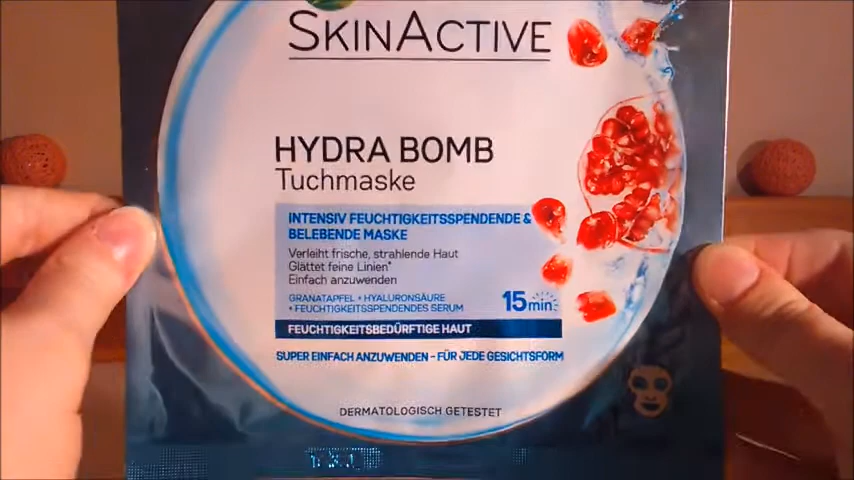 SKINACTIVE
HYDRA BOMB
TUCHMASKE
INTENSIV FEUCHTIGKEITSSPENDENDE &
BELEBENDE MASKE
Verleiht frische, strahlende Haut
Glättet feine Linien*
Einfach anzuwenden
GRANATAPFEL + HYALURONSÄURE
+ FEUCHTIGKEITSSPENDENDES SERUM
15 min
FEUCHTIGKEITSBEDÜRFTIGE HAUT
SUPER EINFACH ANZUWENDEN - FÜR JEDE GESICHTSFORM
DERMATOLOGISCH GETESTET